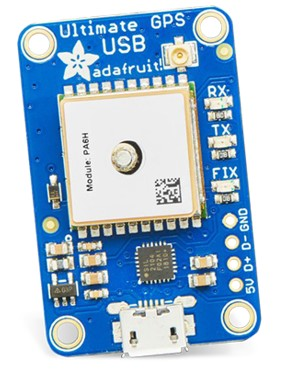 Ultimate GPS
USB
adafruit!
RX
TX
FIX
Module: PA6H
GND
D-
D+
5V